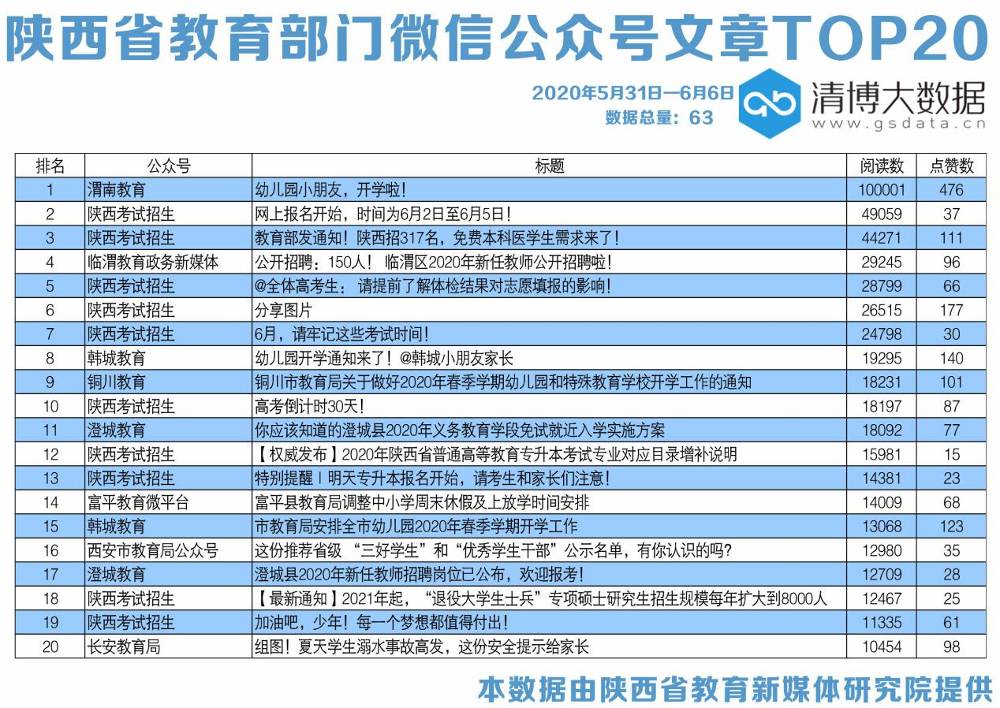 陕西省教育部门微信公众号文章TOP20
2020年5月31日—6月6日
数据总量：63
清博大数据
www.gsdata.cn
排名 公众号 标题 阅读数 点赞数
1 渭南教育 幼儿园小朋友，开学啦！ 100001 476
2 陕西考试招生 网上报名开始，时间为6月2日至6月5日！ 49059 37
3 陕西考试招生 教育部发通知！陕西招317名，免费本科医学生需求来了！ 44271 111
4 临渭教育政务新媒体 公开招聘：150人！ 临渭区2020年新任教师公开招聘啦！ 29245 96
5 陕西考试招生 @全体高考生： 请提前了解体检结果对志愿填报的影响！ 28799 66
6 陕西考试招生 分享图片 26515 177
7 陕西考试招生 6月，请牢记这些考试时间！ 24798 30
8 韩城教育 幼儿园开学通知来了！@韩城小朋友家长 19295 140
9 铜川教育 铜川市教育局关于做好2020年春季学期幼儿园和特殊教育学校开学工作的通知 18231 101
10 陕西考试招生 高考倒计时30天！ 18197 87
11 澄城教育 你应该知道的澄城县2020年义务教育学段免试就近入学实施方案 18092 77
12 陕西考试招生 【权威发布】2020年陕西省普通高等教育专升本考试专业对应目录增补说明 15981 15
13 陕西考试招生 特别提醒︱明天专升本报名开始，请考生和家长们注意！ 14381 23
14 富平教育微平台 富平县教育局调整中小学周末休假及上放学时间安排 14009 68
15 韩城教育 市教育局安排全市幼儿园2020年春季学期开学工作 13068 123
16 西安市教育局公众号 这份推荐省级 “三好学生”和“优秀学生干部”公示名单，有你认识的吗？ 12980 35
17 澄城教育 澄城县2020年新任教师招聘岗位已公布，欢迎报考！ 12709 28
18 陕西考试招生 【最新通知】2021年起，“退役大学生士兵”专项硕士研究生招生规模每年扩大到8000人 12467 25
19 陕西考试招生 加油吧，少年！每一个梦想都值得付出！ 11335 61
20 长安教育局 组图！夏天学生溺水事故高发，这份安全提示给家长 10454 98
本数据由陕西省教育新媒体研究院提供